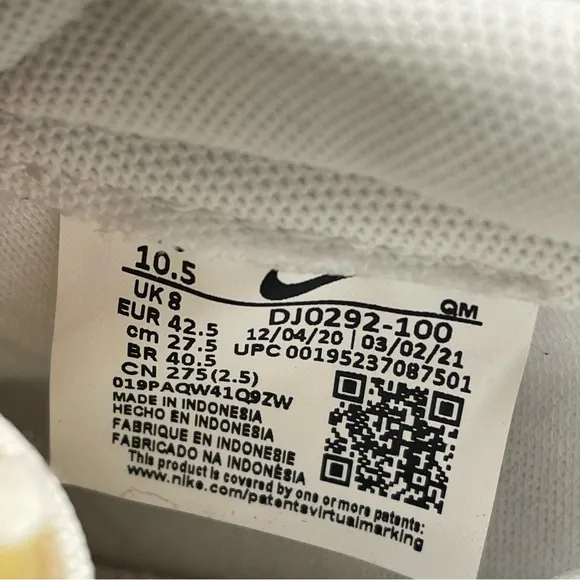 10.5
QM
UK 8
DJ0292-100
EUR 42.5
12/04/20 | 03/02/21
cm 27.5
UPC 00195237087501
BR 40.5
CN 275(2.5)
019PAQW41Q9ZW
MADE IN INDONESIA
HECHO EN INDONESIA
FABRIQUE EN INDONESIE
FABRICADO NA INDONÉSIA
This product is covered by one or more patents:
www.nike.com/patentsvirtualmarking